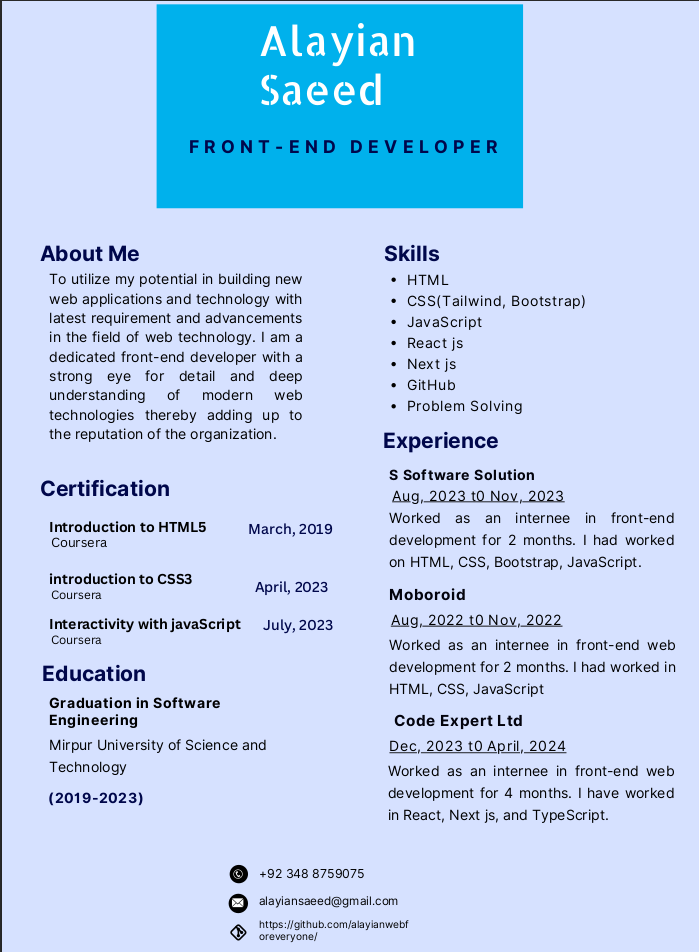 Alayian
Saeed
FRONT-END DEVELOPER
About Me
To utilize my potential in building new
web applications and technology with
latest requirement and advancements
in the field of web technology. I am a
dedicated front-end developer with a
strong eye for detail and deep
understanding of modern web
technologies thereby adding up to
the reputation of the organization.
Certification
Introduction to HTML5
March, 2019
Coursera
introduction to CSS3
April, 2023
Coursera
Interactivity with javaScript
July, 2023
Coursera
Education
Graduation in Software
Engineering
Mirpur University of Science and
Technology
(2019-2023)
Skills
• HTML
• CSS(Tailwind, Bootstrap)
• JavaScript
• React js
• Next js
• GitHub
• Problem Solving
Experience
S Software Solution
Aug, 2023 t0 Nov, 2023
Worked as an internee in front-end
development for 2 months. I had worked
on HTML, CSS, Bootstrap, JavaScript.
Moboroid
Aug, 2022 t0 Nov, 2022
Worked as an internee in front-end web
development for 2 months. I had worked in
HTML, CSS, JavaScript
Code Expert Ltd
Dec, 2023 t0 April, 2024
Worked as an internee in front-end web
development for 4 months. I have worked
in React, Next js, and TypeScript.
+92 348 8759075
alayiansaeed@gmail.com
https://github.com/alayianwebf
oreveryone/